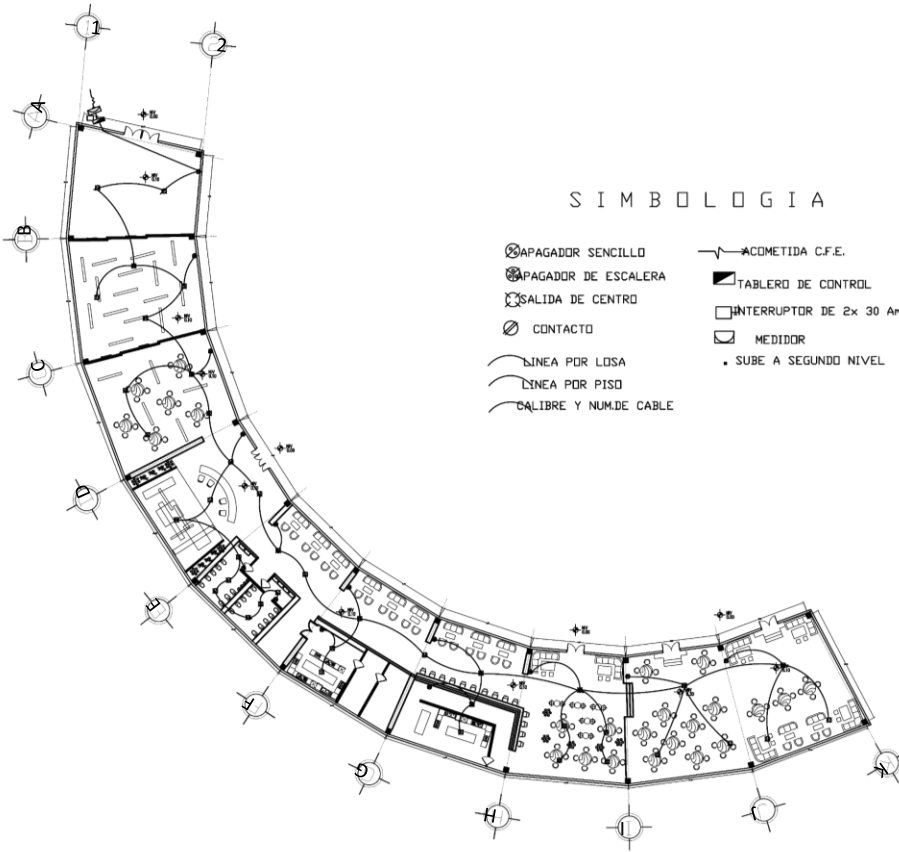 1
2
A
B
C
D
E
F
G
H
I
J
K
SIMBOLOGIA
APAGADOR SENCILLO
APAGADOR DE ESCALERA
SALIDA DE CENTRO
CONTACTO
LINEA POR LOSA
LINEA POR PISO
CALIBRE Y NUM.DE CABLE
ACOMETIDA C.F.E.
TABLERO DE CONTROL
INTERRUPTOR DE 2x 30 Am
MEDIDOR
SUBE A SEGUNDO NIVEL